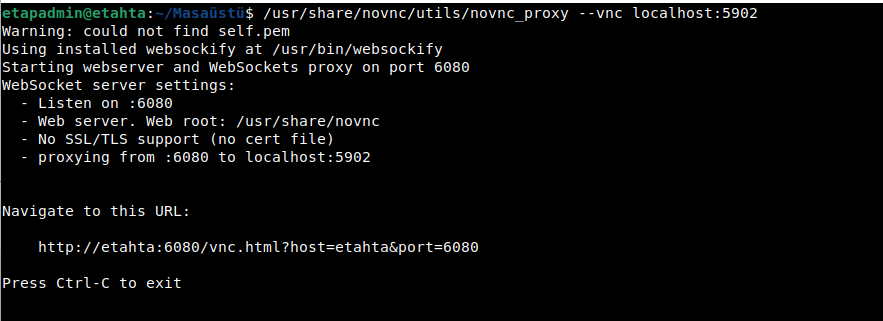 etapadmin@etahta:~/Masaüstü$ /usr/share/novnc/utils/novnc_proxy --vnc localhost:5902
Warning: could not find self.pem
Using installed websockify at /usr/bin/websockify
Starting webserver and WebSockets proxy on port 6080
WebSocket server settings:
  - Listen on :6080
  - Web server. Web root: /usr/share/novnc
  - No SSL/TLS support (no cert file)
  - proxying from :6080 to localhost:5902
Navigate to this URL:
    http://etahta:6080/vnc.html?host=etahta&port=6080
Press Ctrl-C to exit